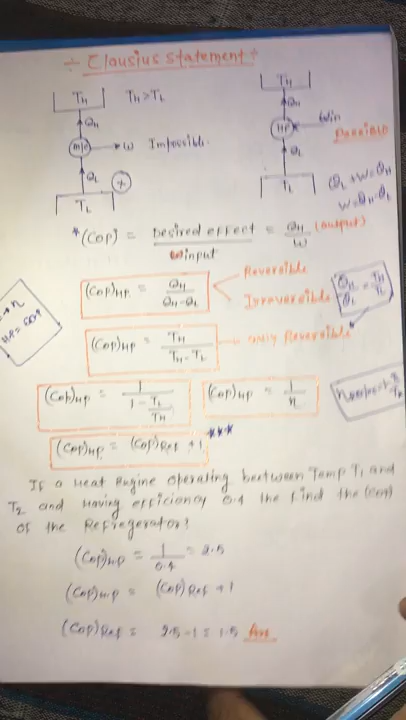 ÷ Clausius Statement ÷
TH
TH > TL
QH
m/c
W Impossible.
QL
TL
TH
QH
HP
Win
Possible
QL
TL
QL + W = QH
W = QH - QL
*(COP) = Desired effect / input = QH / W (output)
(COP)HP = QH / QH-QL
Reversible
Irreversible
QH / QL = TH / TL
→ η
HP = COP
(COP)HP = TH / TH-TL
only Reversible*
(COP)HP = 1 / 1 - TL / TH
(COP)HP = 1 / η
(COP)HP = (COP)Ref + 1 ***
If a Heat Engine operating between Temp T1 and
T2 and Having efficiency 0.4 the find the (COP)
of the Refregerator?
(COP)HP = 1 / 0.4 = 2.5
(COP)HP = (COP)Ref + 1
(COP)Ref = 2.5 - 1 = 1.5 Ans